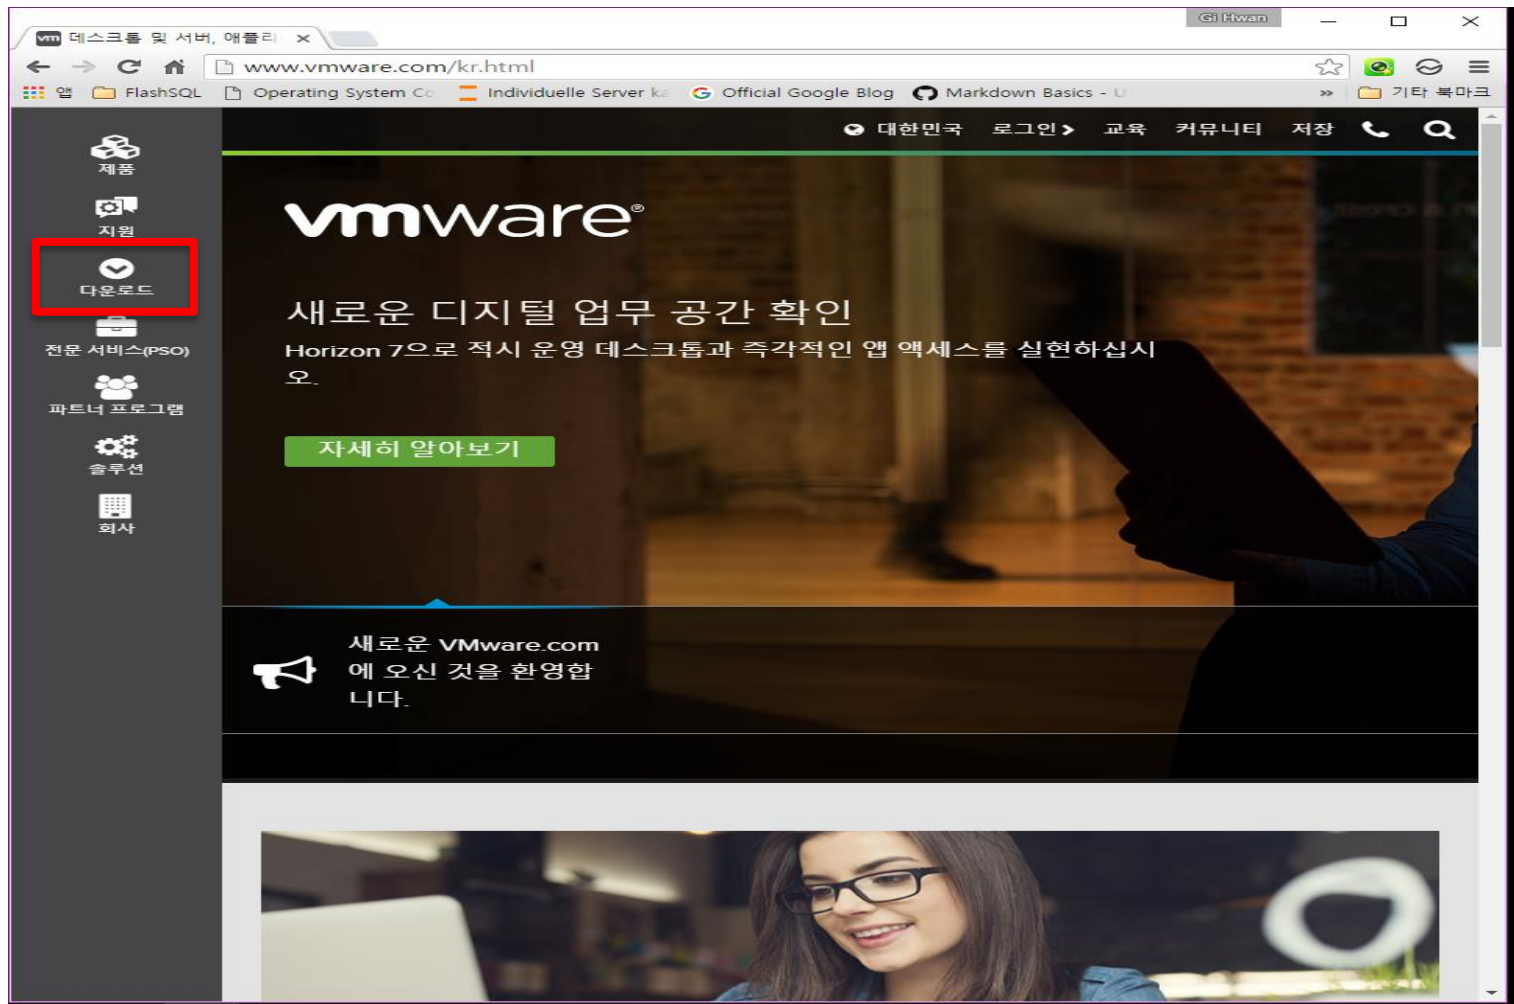 Gi Hwan
vm 데스크톱 및 서버, 애플리
www.vmware.com/kr.html
앱 FlashSQL Operating System Co Individuelle Server ka Official Google Blog Markdown Basics - U » 기타 북마크
대한민국 로그인 교육 커뮤니티 저장
제품
지원
다운로드
전문 서비스(PSO)
파트너 프로그램
솔루션
회사
vmware®
새로운 디지털 업무 공간 확인
Horizon 7으로 적시 운영 데스크톱과 즉각적인 앱 액세스를 실현하십시
오.
자세히 알아보기
새로운 VMware.com
에 오신 것을 환영합
니다.